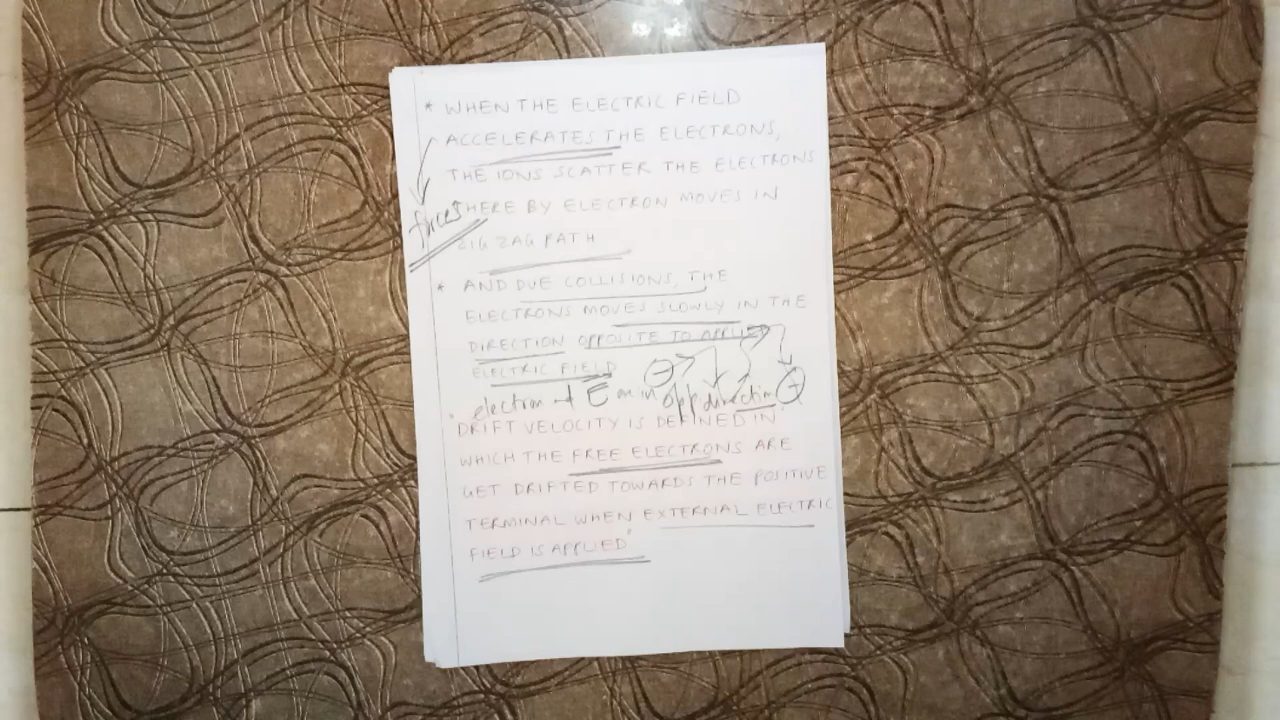 * WHEN THE ELECTRIC FIELD
ACCELERATES THE ELECTRONS,
THE IONS SCATTER THE ELECTRONS
forces THERE BY ELECTRON MOVES IN
ZIG ZAG PATH
* AND DUE COLLISIONS, THE
ELECTRONS MOVES SLOWLY IN THE
DIRECTION OPPOSITE TO APPLIED
ELECTRIC FIELD
electron E in opp direction
DRIFT VELOCITY IS DEFINED IN
WHICH THE FREE ELECTRONS ARE
GET DRIFTED TOWARDS THE POSITIVE
TERMINAL WHEN EXTERNAL ELECTRIC
FIELD IS APPLIED"